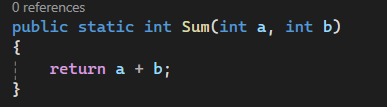 0 references
public static int Sum(int a, int b)
{
    return a + b;
}